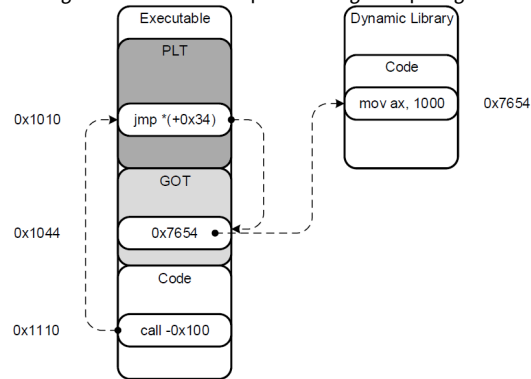 Executable
Dynamic Library
PLT
Code
0x1010
jmp *(+0x34)
mov ax, 1000
0x7654
GOT
0x1044
0x7654
Code
0x1110
call -0x100